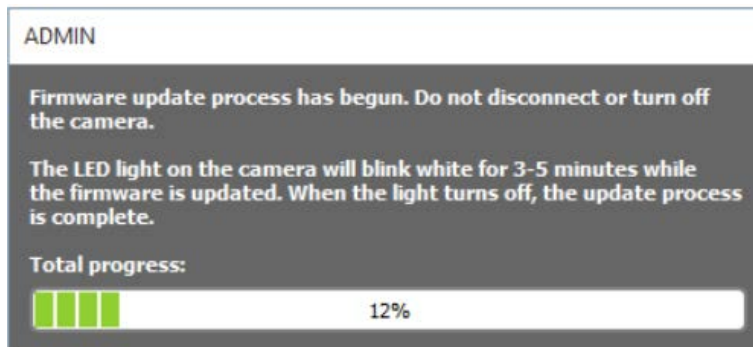 ADMIN
Firmware update process has begun. Do not disconnect or turn off
the camera.
The LED light on the camera will blink white for 3-5 minutes while
the firmware is updated. When the light turns off, the update process
is complete.
Total progress:
12%